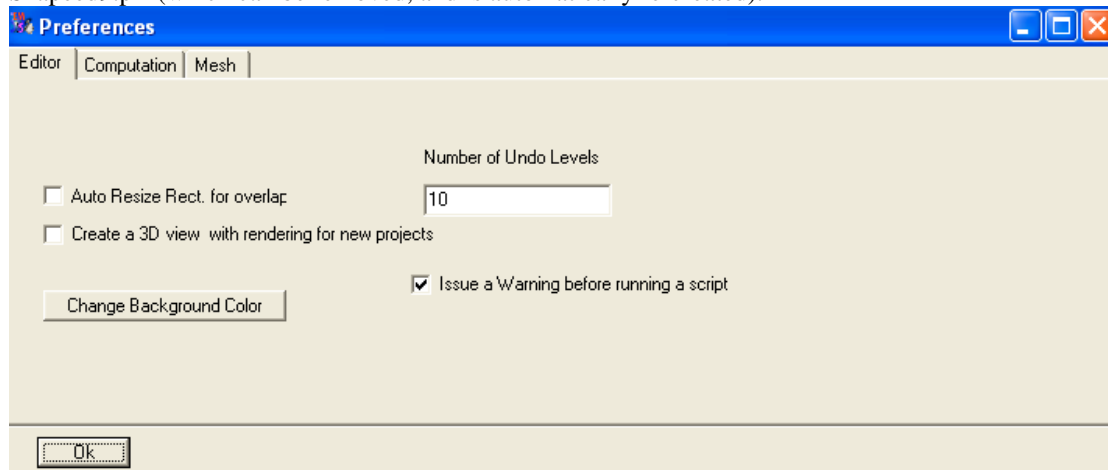 Preferences
Editor Computation Mesh
Number of Undo Levels
Auto Resize Rect. for overlap
10
Create a 3D view with rendering for new projects
Issue a Warning before running a script
Change Background Color
Ok